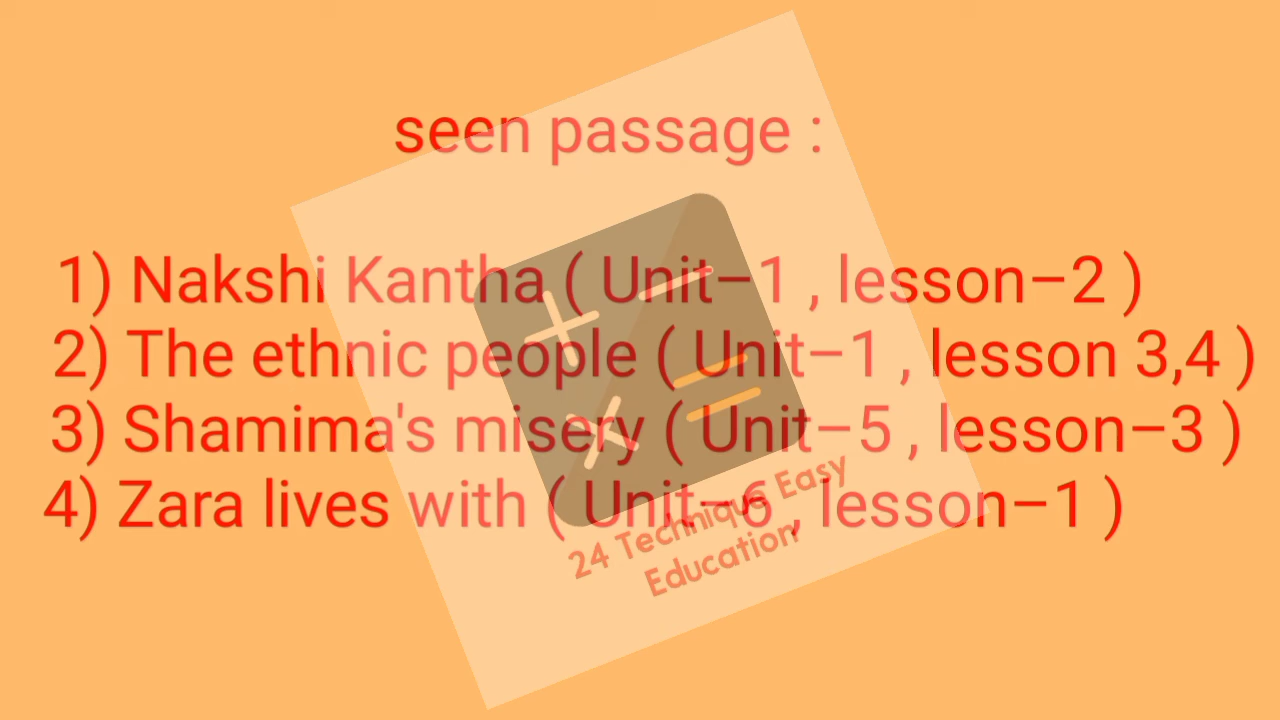 seen passage :
1) Nakshi Kantha ( Unit–1 , lesson–2 )
2) The ethnic people ( Unit–1 , lesson 3,4 )
3) Shamima's misery ( Unit–5 , lesson–3 )
4) Zara lives with ( Unit–6 , lesson–1 )
24 Technique Easy
Education